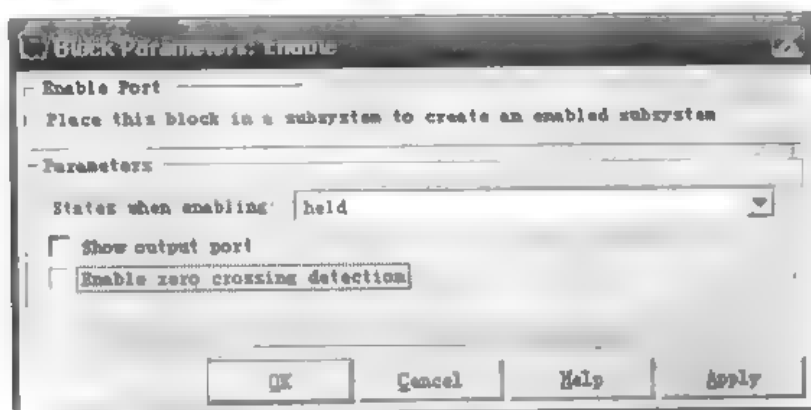 Block Parameters: Enable
Enable Port
Place this block in a subsystem to create an enabled subsystem
Parameters
States when enabling: held
Show output port
Enable zero crossing detection
OK Cancel Help Apply